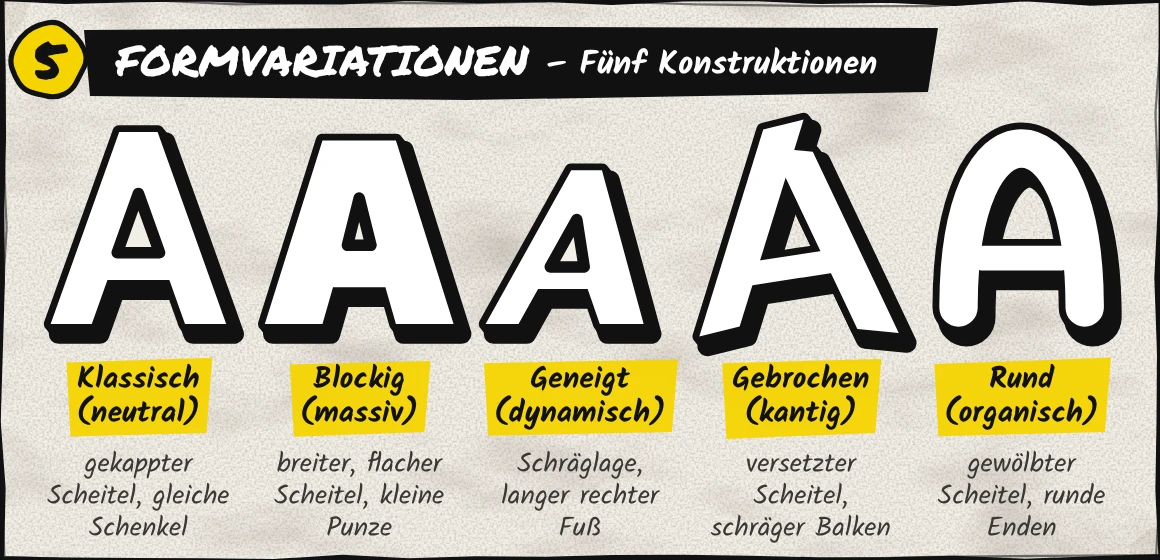 5 FORMVARIATIONEN – Fünf Konstruktionen
A A A A A
Klassisch
(neutral)
gekappter
Scheitel, gleiche
Schenkel
Blockig
(massiv)
breiter, flacher
Scheitel, kleine
Punze
Geneigt
(dynamisch)
Schräglage,
langer rechter
Fuß
Gebrochen
(kantig)
versetzter
Scheitel,
schräger Balken
Rund
(organisch)
gewölbter
Scheitel, runde
Enden